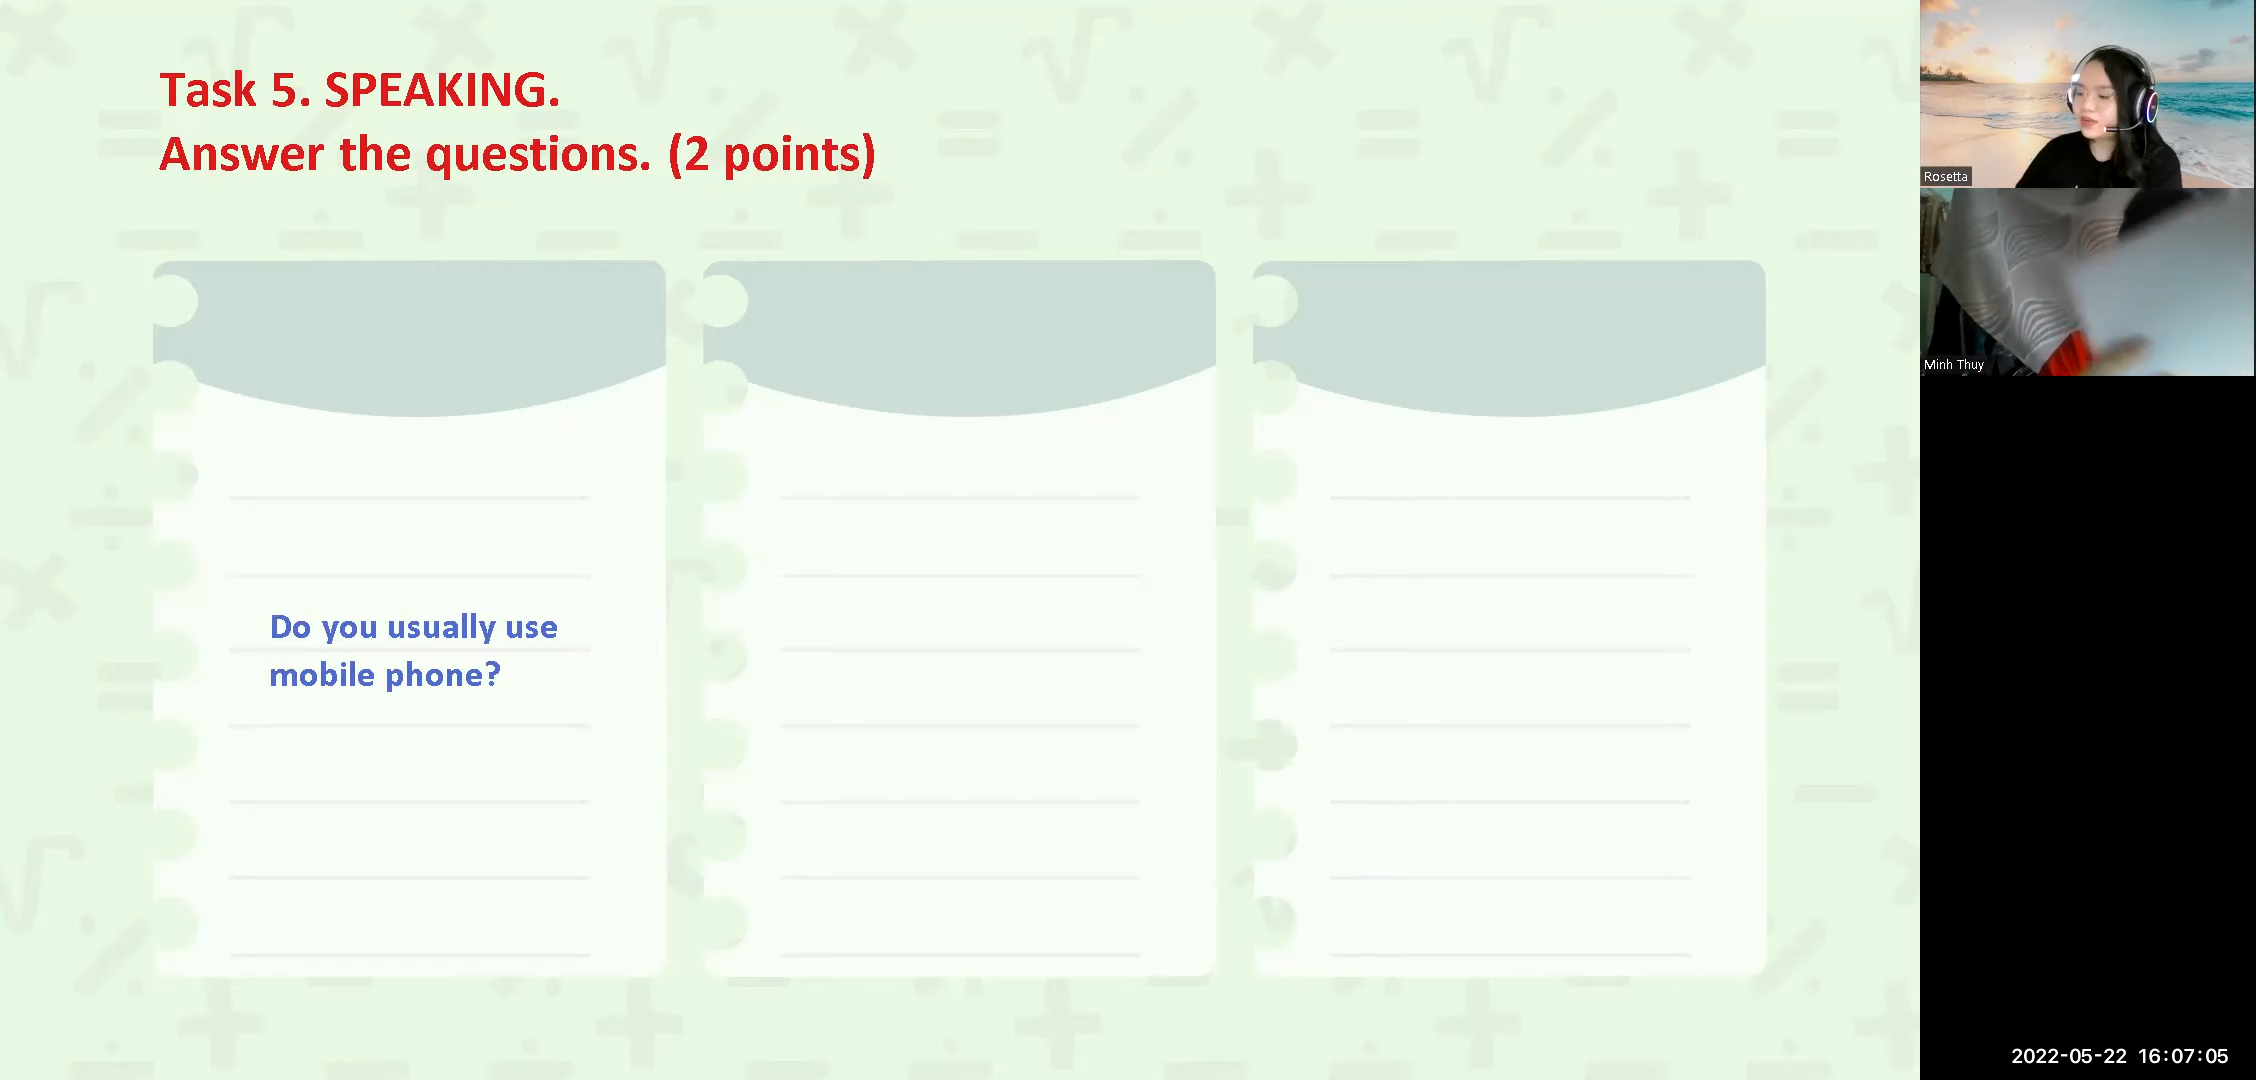 Task 5. SPEAKING.
Answer the questions. (2 points)
Do you usually use
mobile phone?
Rosetta
Minh Thuy
2022-05-22 16:07:05